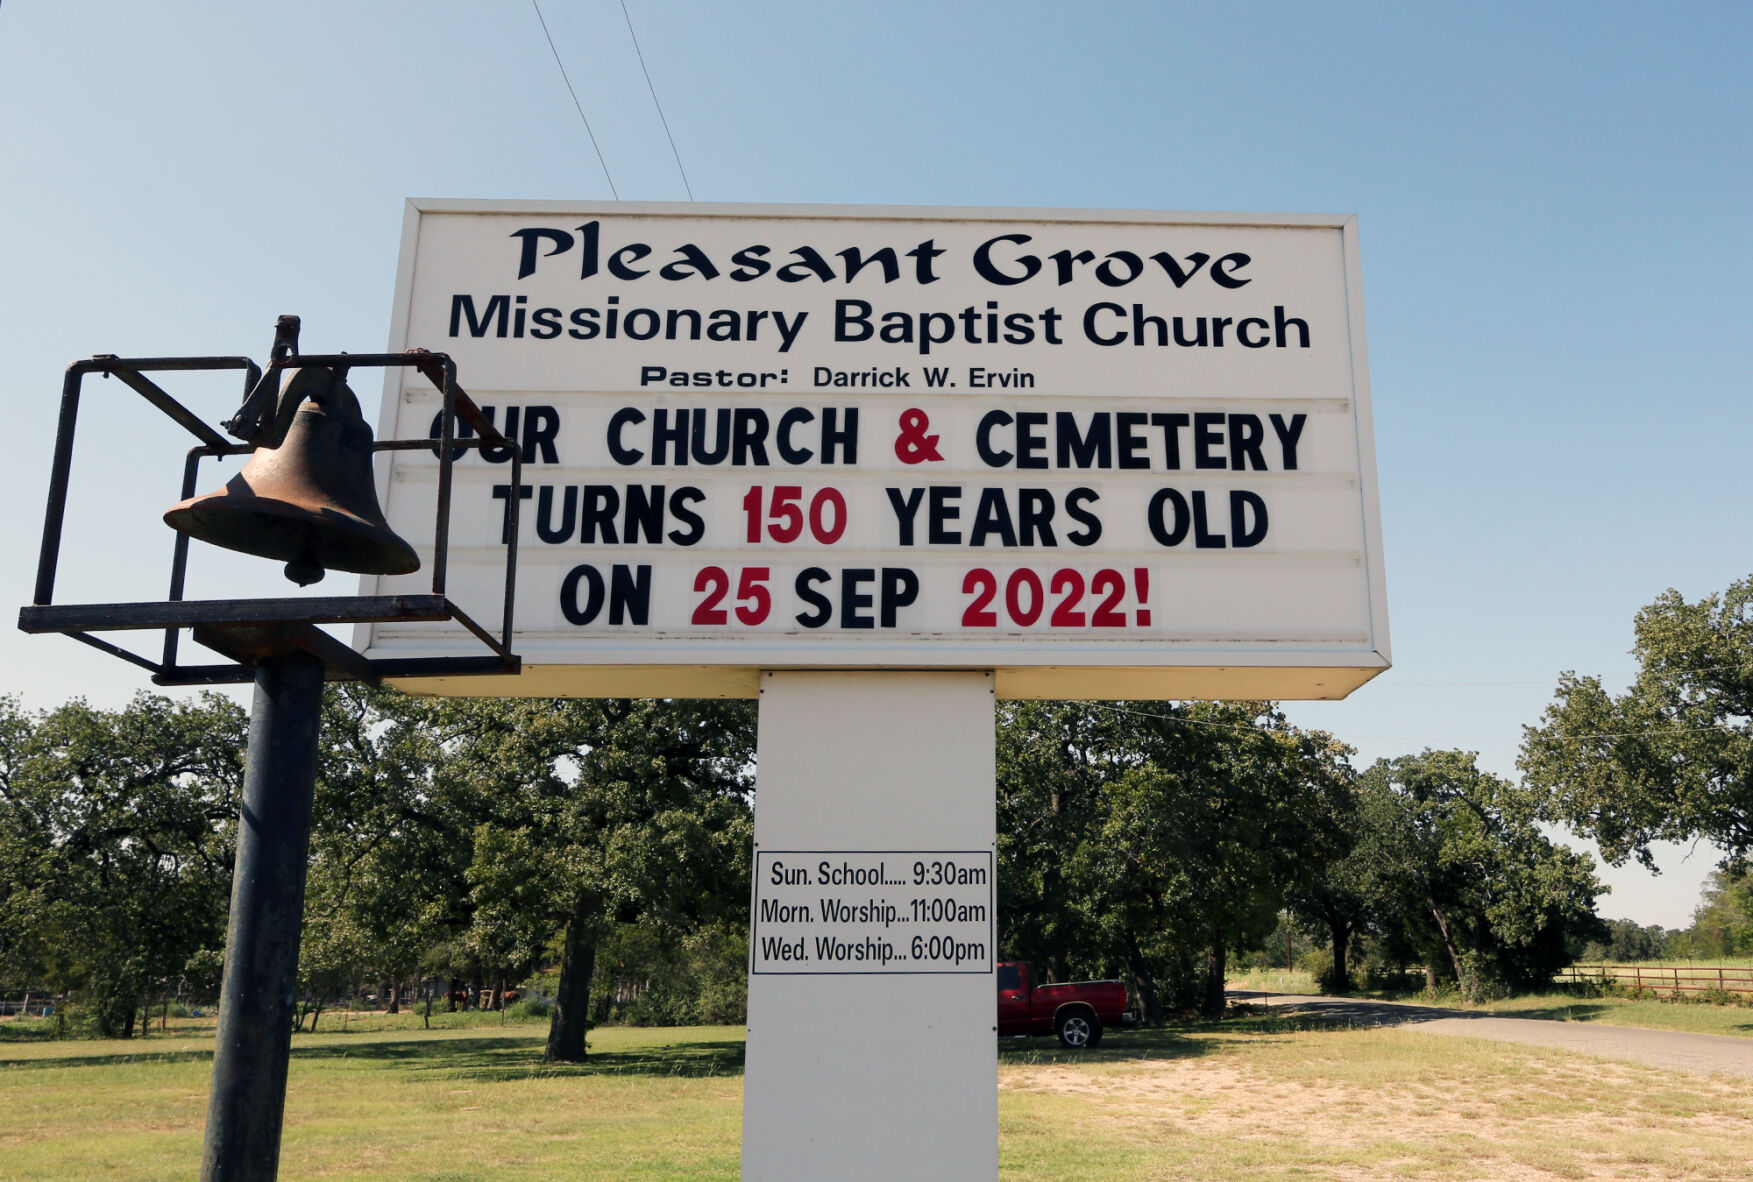 Pleasant Grove
Missionary Baptist Church
Pastor: Darrick W. Ervin
OUR CHURCH & CEMETERY
TURNS 150 YEARS OLD
ON 25 SEP 2022!
Sun. School..... 9:30am
Morn. Worship...11:00am
Wed. Worship... 6:00pm